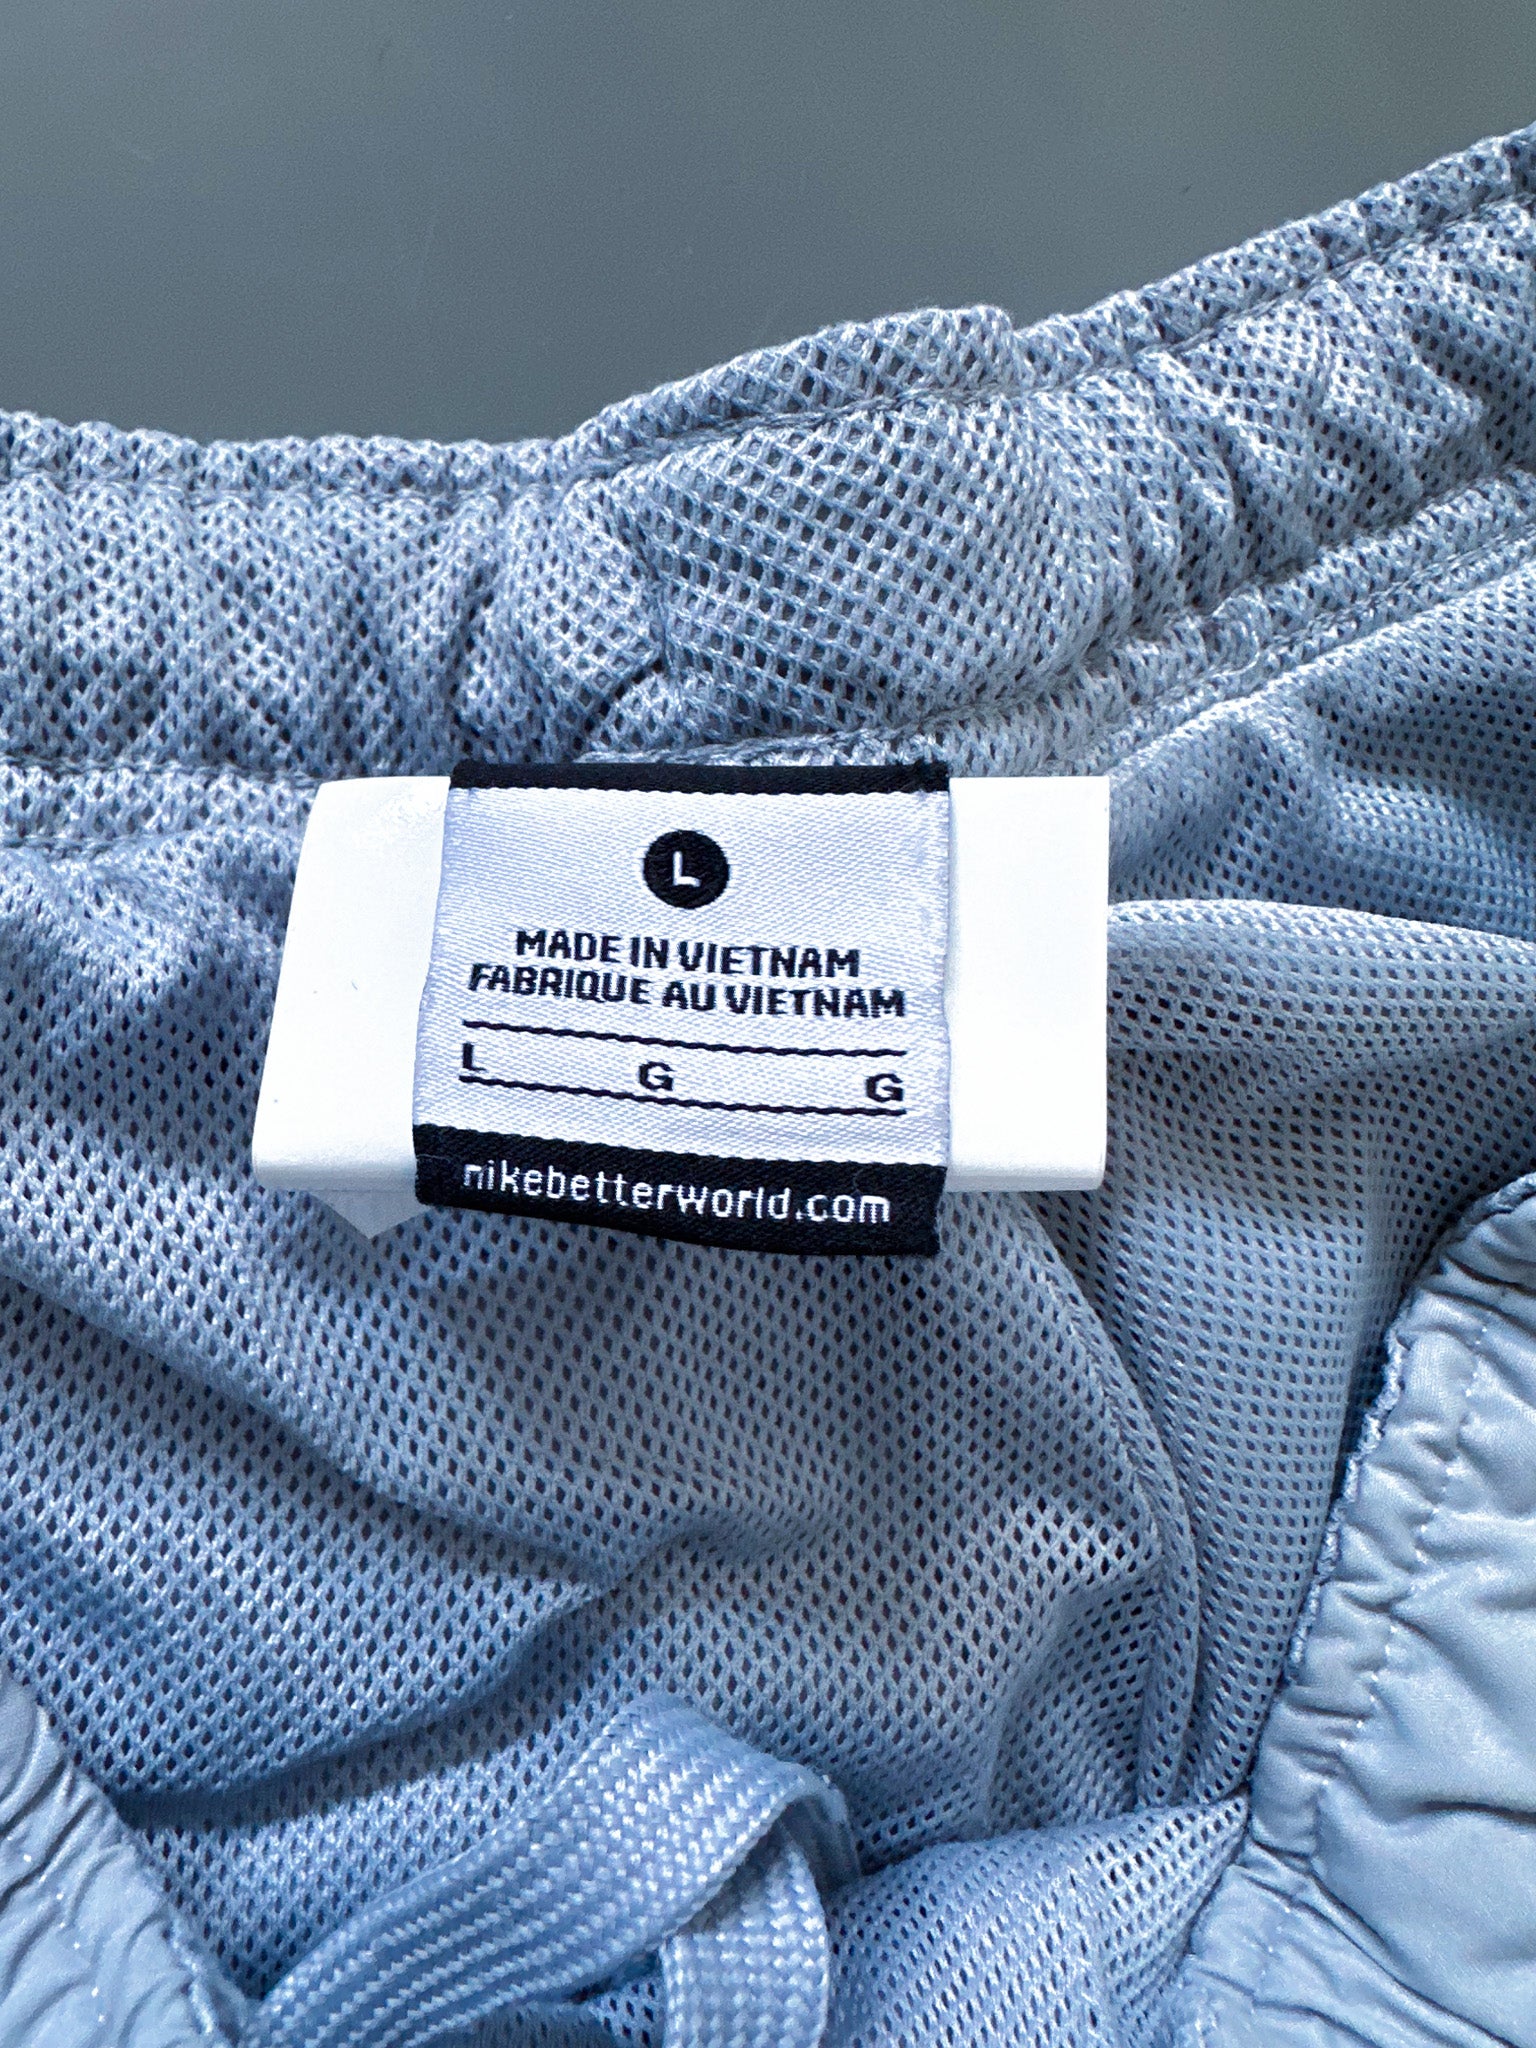 L
MADE IN VIETNAM
FABRIQUE AU VIETNAM
L G G
nikebetterworld.com